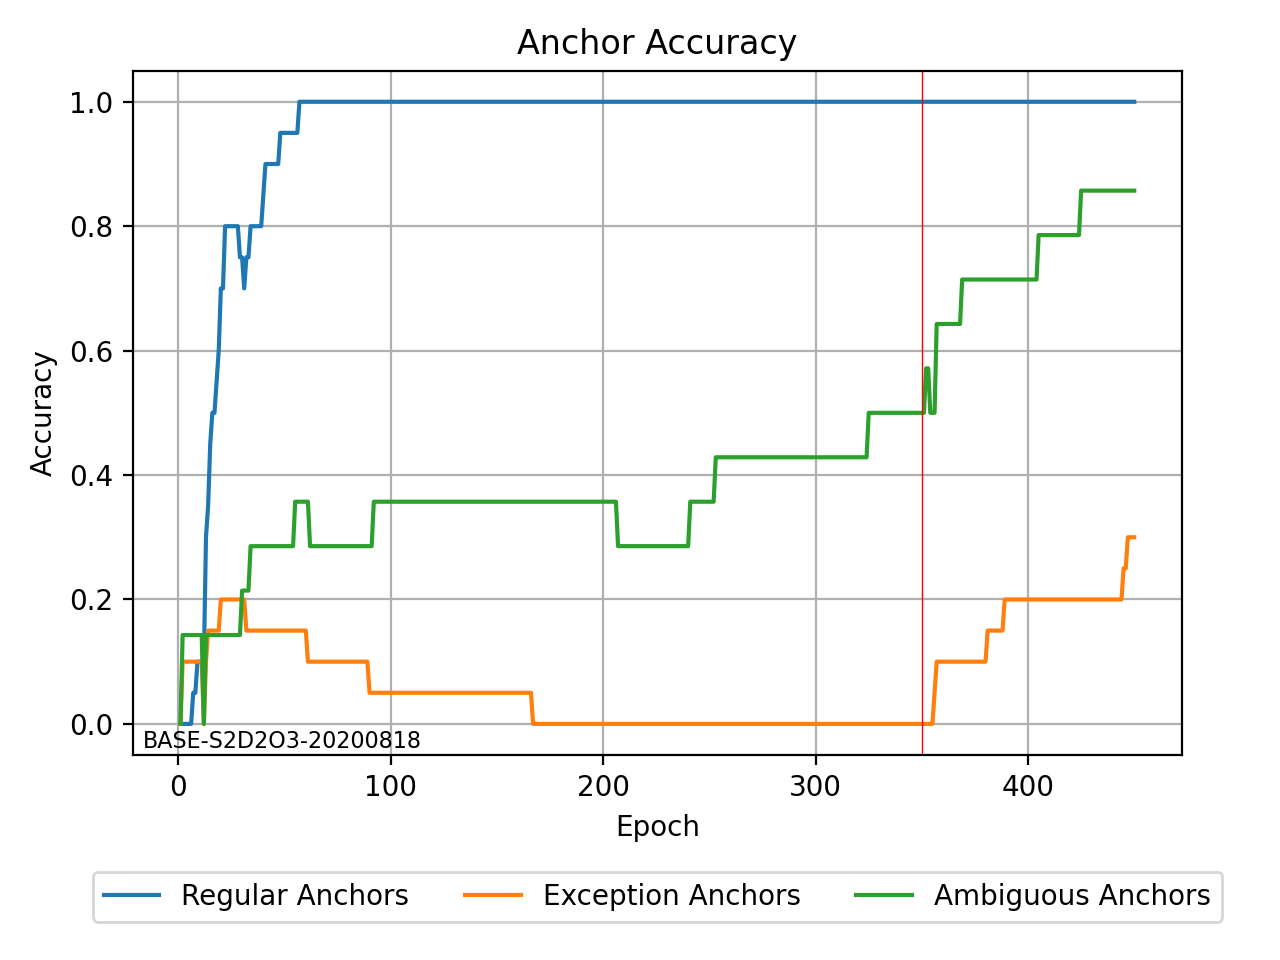 Anchor Accuracy
1.0
0.8
0.6
0.4
0.2
0.0
Accuracy
BASE-S2D2O3-20200818
0 100 200 300 400
Epoch
Regular Anchors Exception Anchors Ambiguous Anchors